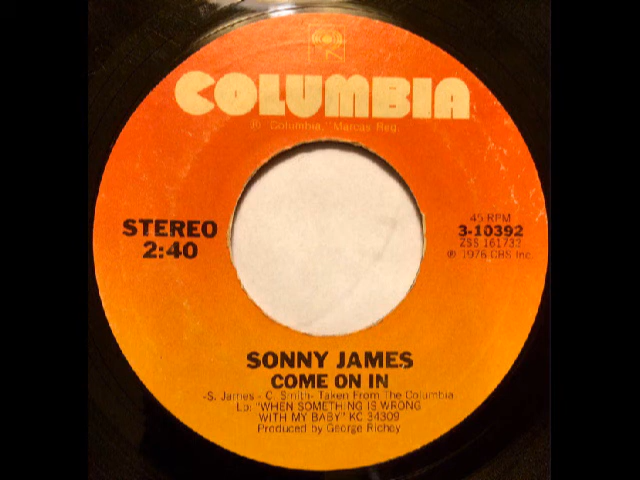 COLUMBIA
® "Columbia," Marcas Reg.
STEREO
2:40
45 RPM
3-10392
ZSS 161733
℗ 1976 CBS Inc.
SONNY JAMES
COME ON IN
-S. James - C. Smith- Taken From The Columbia
Lp: "WHEN SOMETHING IS WRONG
WITH MY BABY" KC 34309
Produced by George Richey